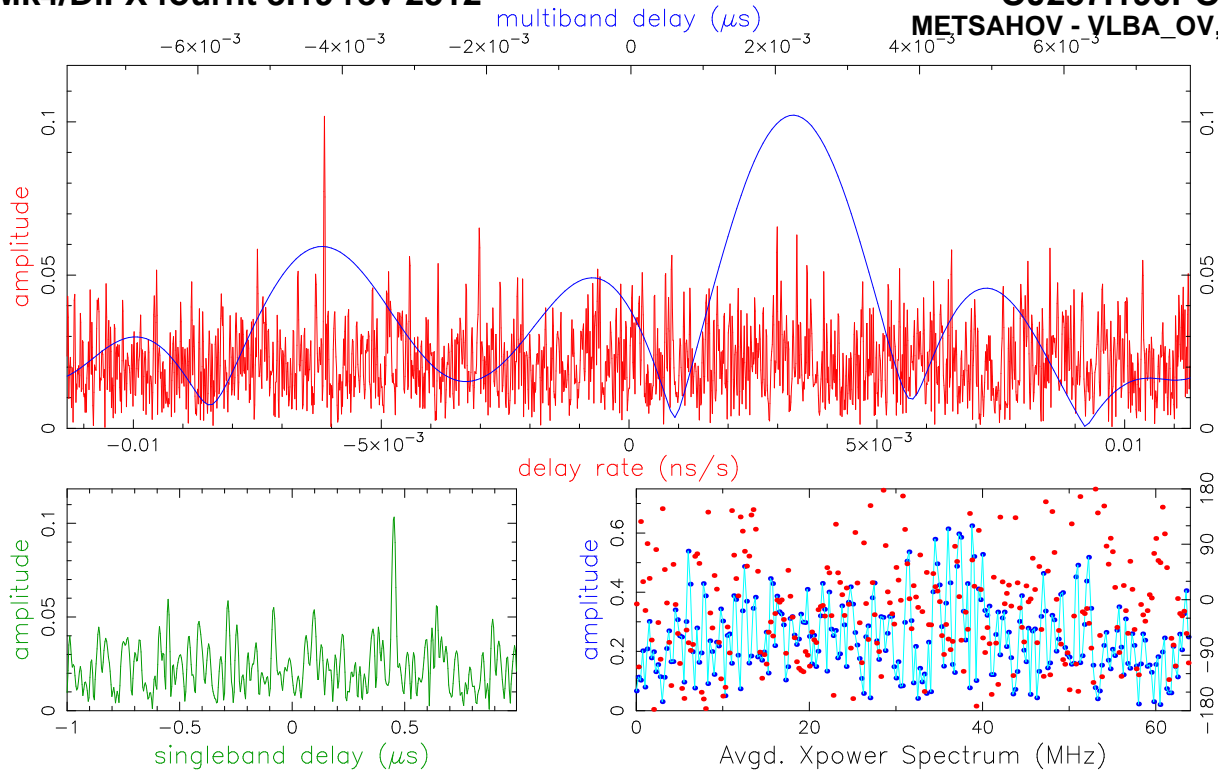 multiband delay (μs)
METSAHOV - VLBA_OV,
−6×10⁻³ −4×10⁻³ −2×10⁻³ 0 2×10⁻³ 4×10⁻³ 6×10⁻³
amplitude
0 0.05 0.1
0 0.05 0.1
−0.01 −5×10⁻³ 0 5×10⁻³ 0.01
delay rate (ns/s)
amplitude
0 0.05 0.1
−1 −0.5 0 0.5
singleband delay (μs)
amplitude
0 0.2 0.4 0.6
180 90 0 −90 −180
0 20 40 60
Avgd. Xpower Spectrum (MHz)